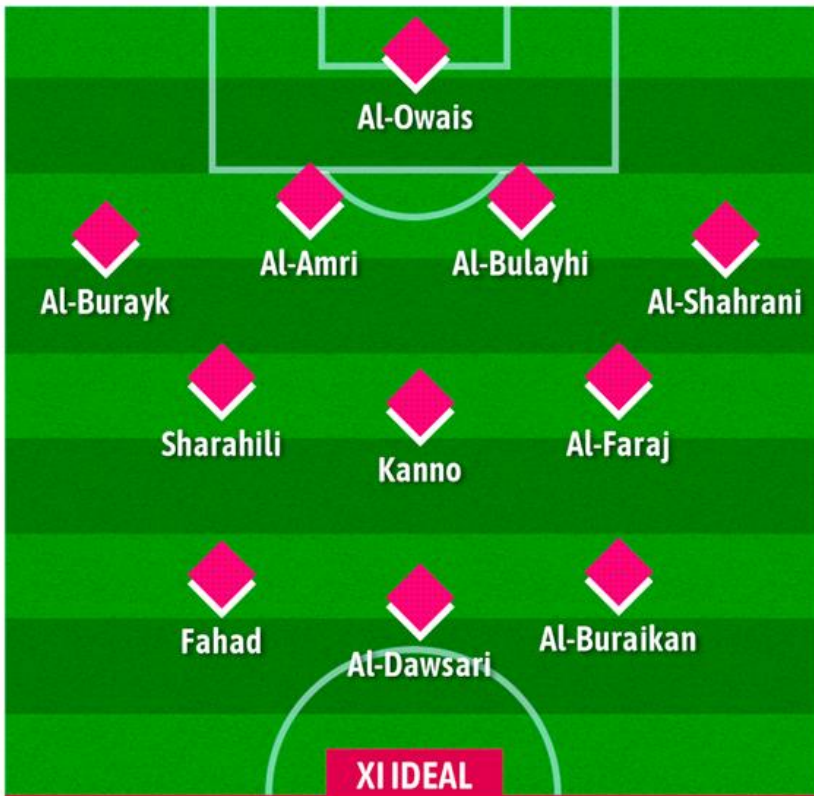 Al-Owais
Al-Amri
Al-Bulayhi
Al-Burayk
Al-Shahrani
Sharahili
Kanno
Al-Faraj
Fahad
Al-Dawsari
Al-Buraikan
XI IDEAL